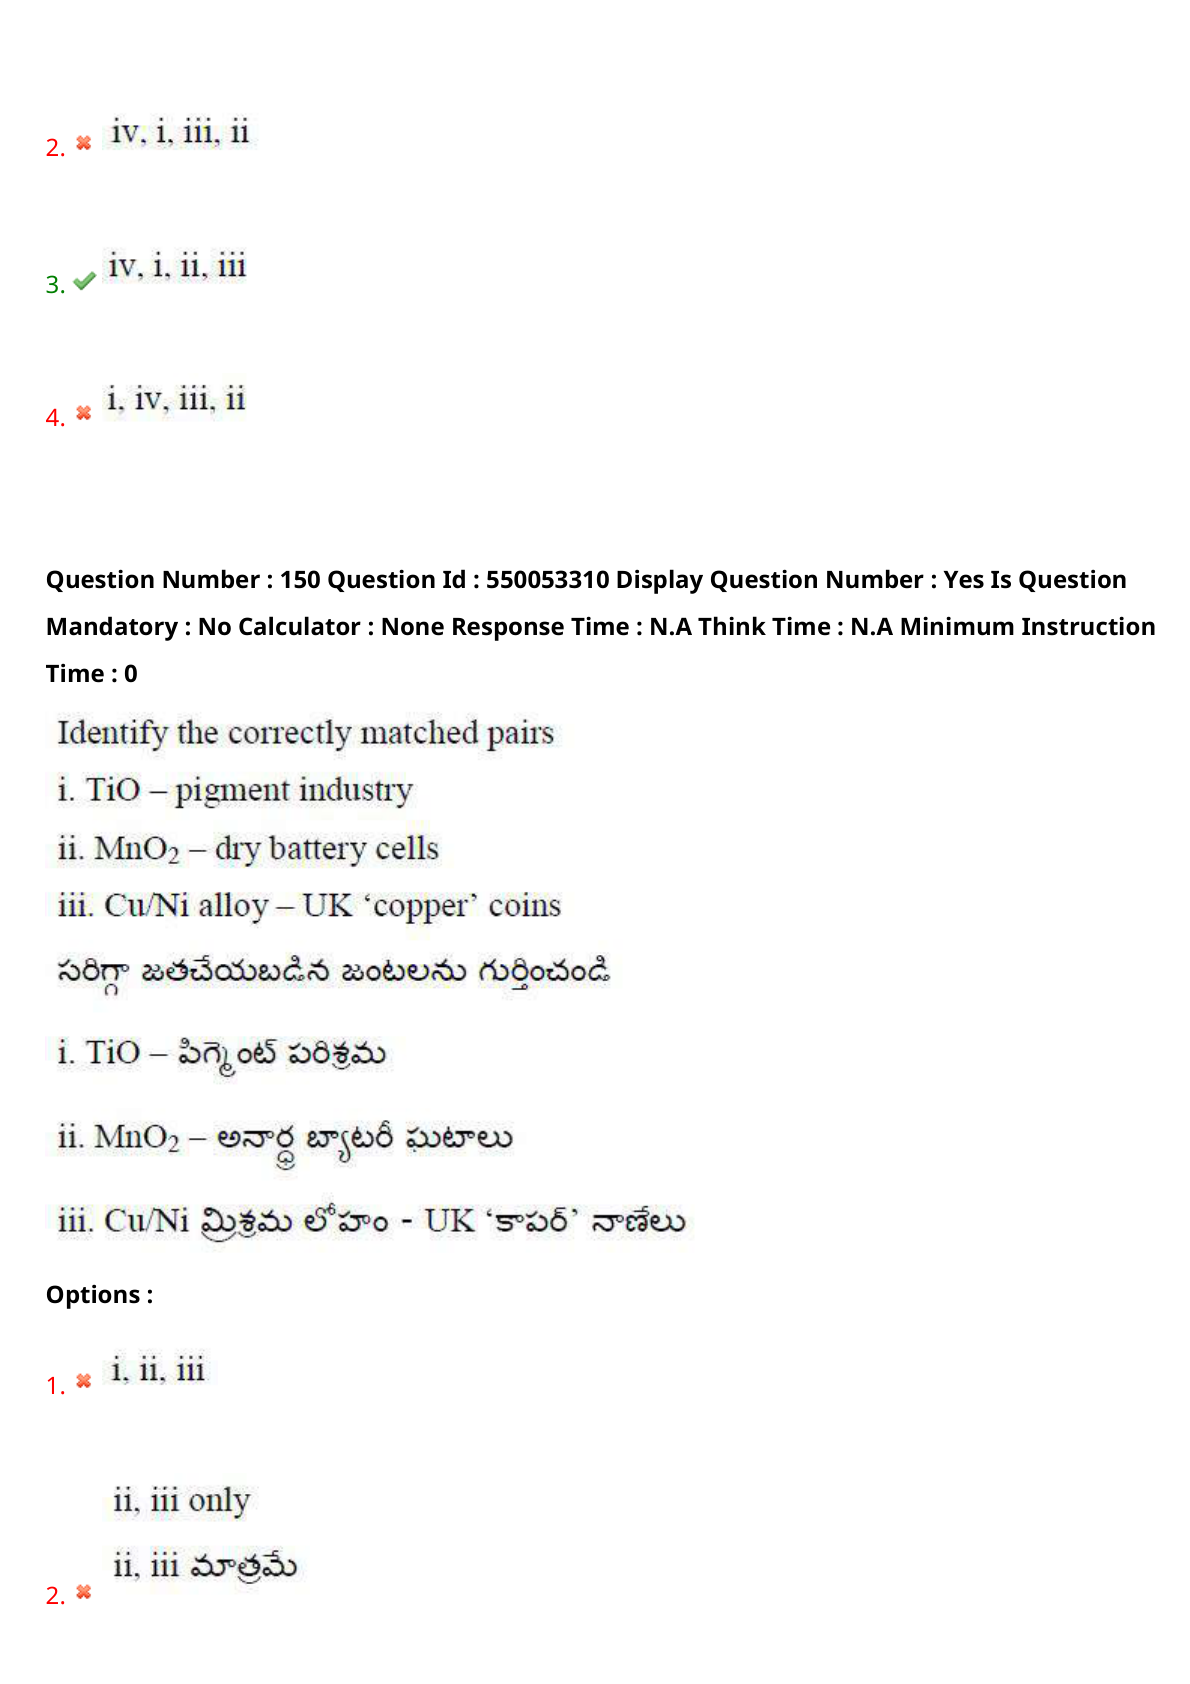 2. iv, i, iii, ii
3. iv, i, ii, iii
4. i, iv, iii, ii
Question Number : 150 Question Id : 550053310 Display Question Number : Yes Is Question
Mandatory : No Calculator : None Response Time : N.A Think Time : N.A Minimum Instruction
Time : 0
Identify the correctly matched pairs
i. TiO – pigment industry
ii. MnO₂ – dry battery cells
iii. Cu/Ni alloy – UK ‘copper’ coins
సరిగ్గా జతచేయబడిన జంటలను గుర్తించండి
i. TiO – పిగ్మెంట్ పరిశ్రమ
ii. MnO₂ – అనార్ధ్ర బ్యాటరీ ఘటాలు
iii. Cu/Ni మిశ్రమ లోహం - UK ‘కాపర్’ నాణేలు
Options :
1. i, ii, iii
ii, iii only
ii, iii మాత్రమే
2.